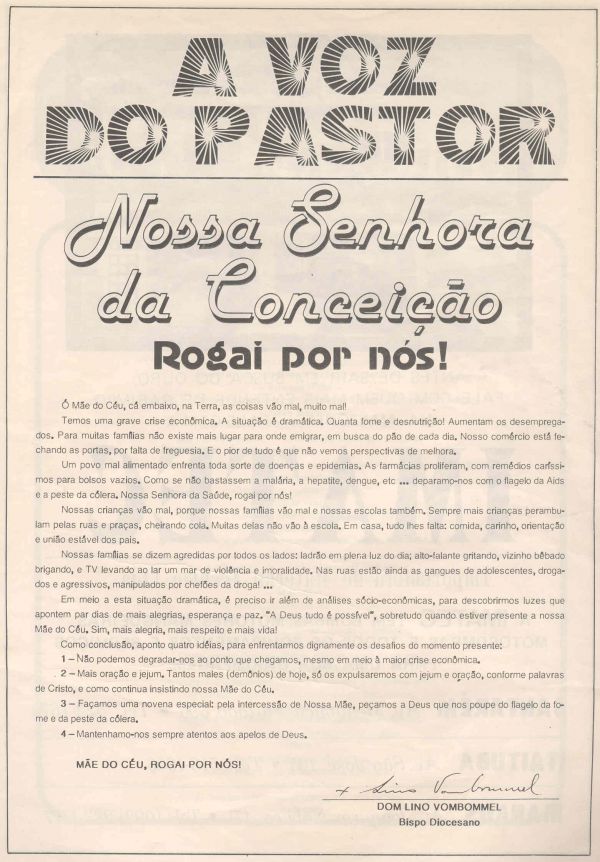 A VOZ
DO PASTOR
Nossa Senhora
da Conceição
Rogai por nós!
Ó Mãe do Céu, cá embaixo, na Terra, as coisas vão mal, muito mal!
Temos uma grave crise econômica. A situação é dramática. Quanta fome e desnutrição! Aumentam os desemprega-
dos. Para muitas famílias não existe mais lugar para onde emigrar, em busca do pão de cada dia. Nosso comércio está fe-
chando as portas, por falta de freguesia. E o pior de tudo é que não vemos perspectivas de melhora.
Um povo mal alimentado enfrenta toda sorte de doenças e epidemias. As farmácias proliferam, com remédios caríssi-
mos para bolsos vazios. Como se não bastassem a malária, a hepatite, dengue, etc ... deparamo-nos com o flagelo da Aids
e a peste da cólera. Nossa Senhora da Saúde, rogai por nós!
Nossas crianças vão mal, porque nossas famílias vão mal e nossas escolas também. Sempre mais crianças perambu-
lam pelas ruas e praças, cheirando cola. Muitas delas não vão à escola. Em casa, tudo lhes falta: comida, carinho, orientação
e união estável dos pais.
Nossas famílias se dizem agredidas por todos os lados: ladrão em plena luz do dia; alto-falante gritando, vizinho bêbado
brigando, e TV levando ao lar um mar de violência e imoralidade. Nas ruas estão ainda as gangues de adolescentes, droga-
dos e agressivos, manipulados por chefões da droga! ...
Em meio a esta situação dramática, é preciso ir além de análises sócio-econômicas, para descobrirmos luzes que
apontem par dias de mais alegrias, esperança e paz. "A Deus tudo é possível", sobretudo quando estiver presente a nossa
Mãe do Céu. Sim, mais alegria, mais respeito e mais vida!
Como conclusão, aponto quatro idéias, para enfrentarmos dignamente os desafios do momento presente:
1 – Não podemos degradar-nos ao ponto que chegamos, mesmo em meio à maior crise econômica.
2 – Mais oração e jejum. Tantos males (demônios) de hoje, só os expulsaremos com jejum e oração, conforme palavras
de Cristo, e como continua insistindo nossa Mãe do Céu.
3 – Façamos uma novena especial: pela intercessão de Nossa Mãe, peçamos a Deus que nos poupe do flagelo da fo-
me e da peste da cólera.
4 – Mantenhamo-nos sempre atentos aos apelos de Deus.
MÃE DO CÉU, ROGAI POR NÓS!
+ Lino Vombommel
DOM LINO VOMBOMMEL
Bispo Diocesano